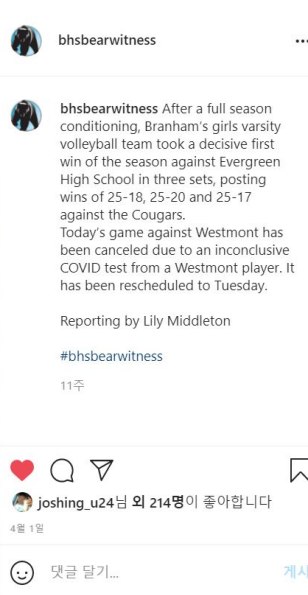 bhsbearwitness
bhsbearwitness After a full season
conditioning, Branham's girls varsity
volleyball team took a decisive first
win of the season against Evergreen
High School in three sets, posting
wins of 25-18, 25-20 and 25-17
against the Cougars.
Today's game against Westmont has
been canceled due to an inconclusive
COVID test from a Westmont player. It
has been rescheduled to Tuesday.
Reporting by Lily Middleton
#bhsbearwitness
11주
joshing_u24님 외 214명이 좋아합니다
4월 1일
댓글 달기...
게시